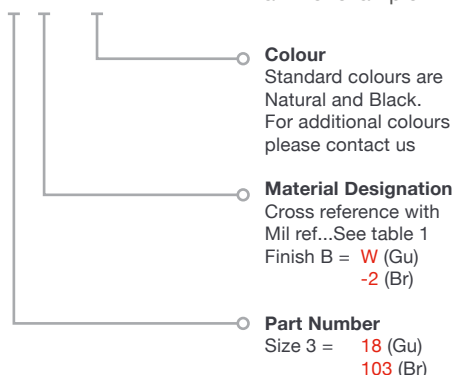 Colour
Standard colours are
Natural and Black.
For additional colours
please contact us
Material Designation
Cross reference with
Mil ref...See table 1
Finish B = W (Gu)
-2 (Br)
Part Number
Size 3 = 18 (Gu)
103 (Br)